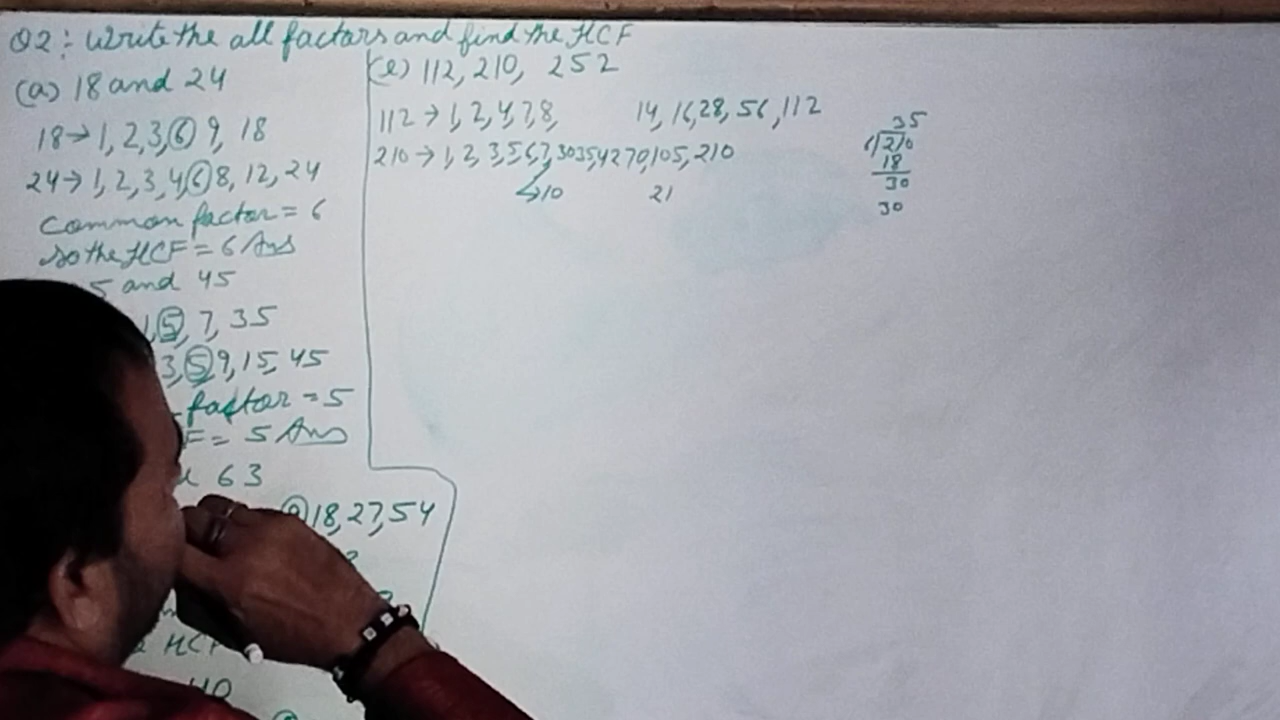 Q2: Write the all factors and find the HCF
(a) 18 and 24
18→ 1, 2, 3, 6 9, 18
24→ 1, 2, 3, 4, 6 8, 12, 24
common factor = 6
so the HCF = 6 Ans
5 and 45
1, 5, 7, 35
3, 5, 9, 15, 45
factor = 5
F = 5 Ans
63
9 18, 27, 54
HCF
40
(e) 112, 210, 252
112 → 1, 2, 4, 7, 8, 14, 16, 28, 56, 112
210 → 1, 2, 3, 5, 6, 7, 30 35, 42 70, 105, 210
→10 21
35
6)210
18
30
30